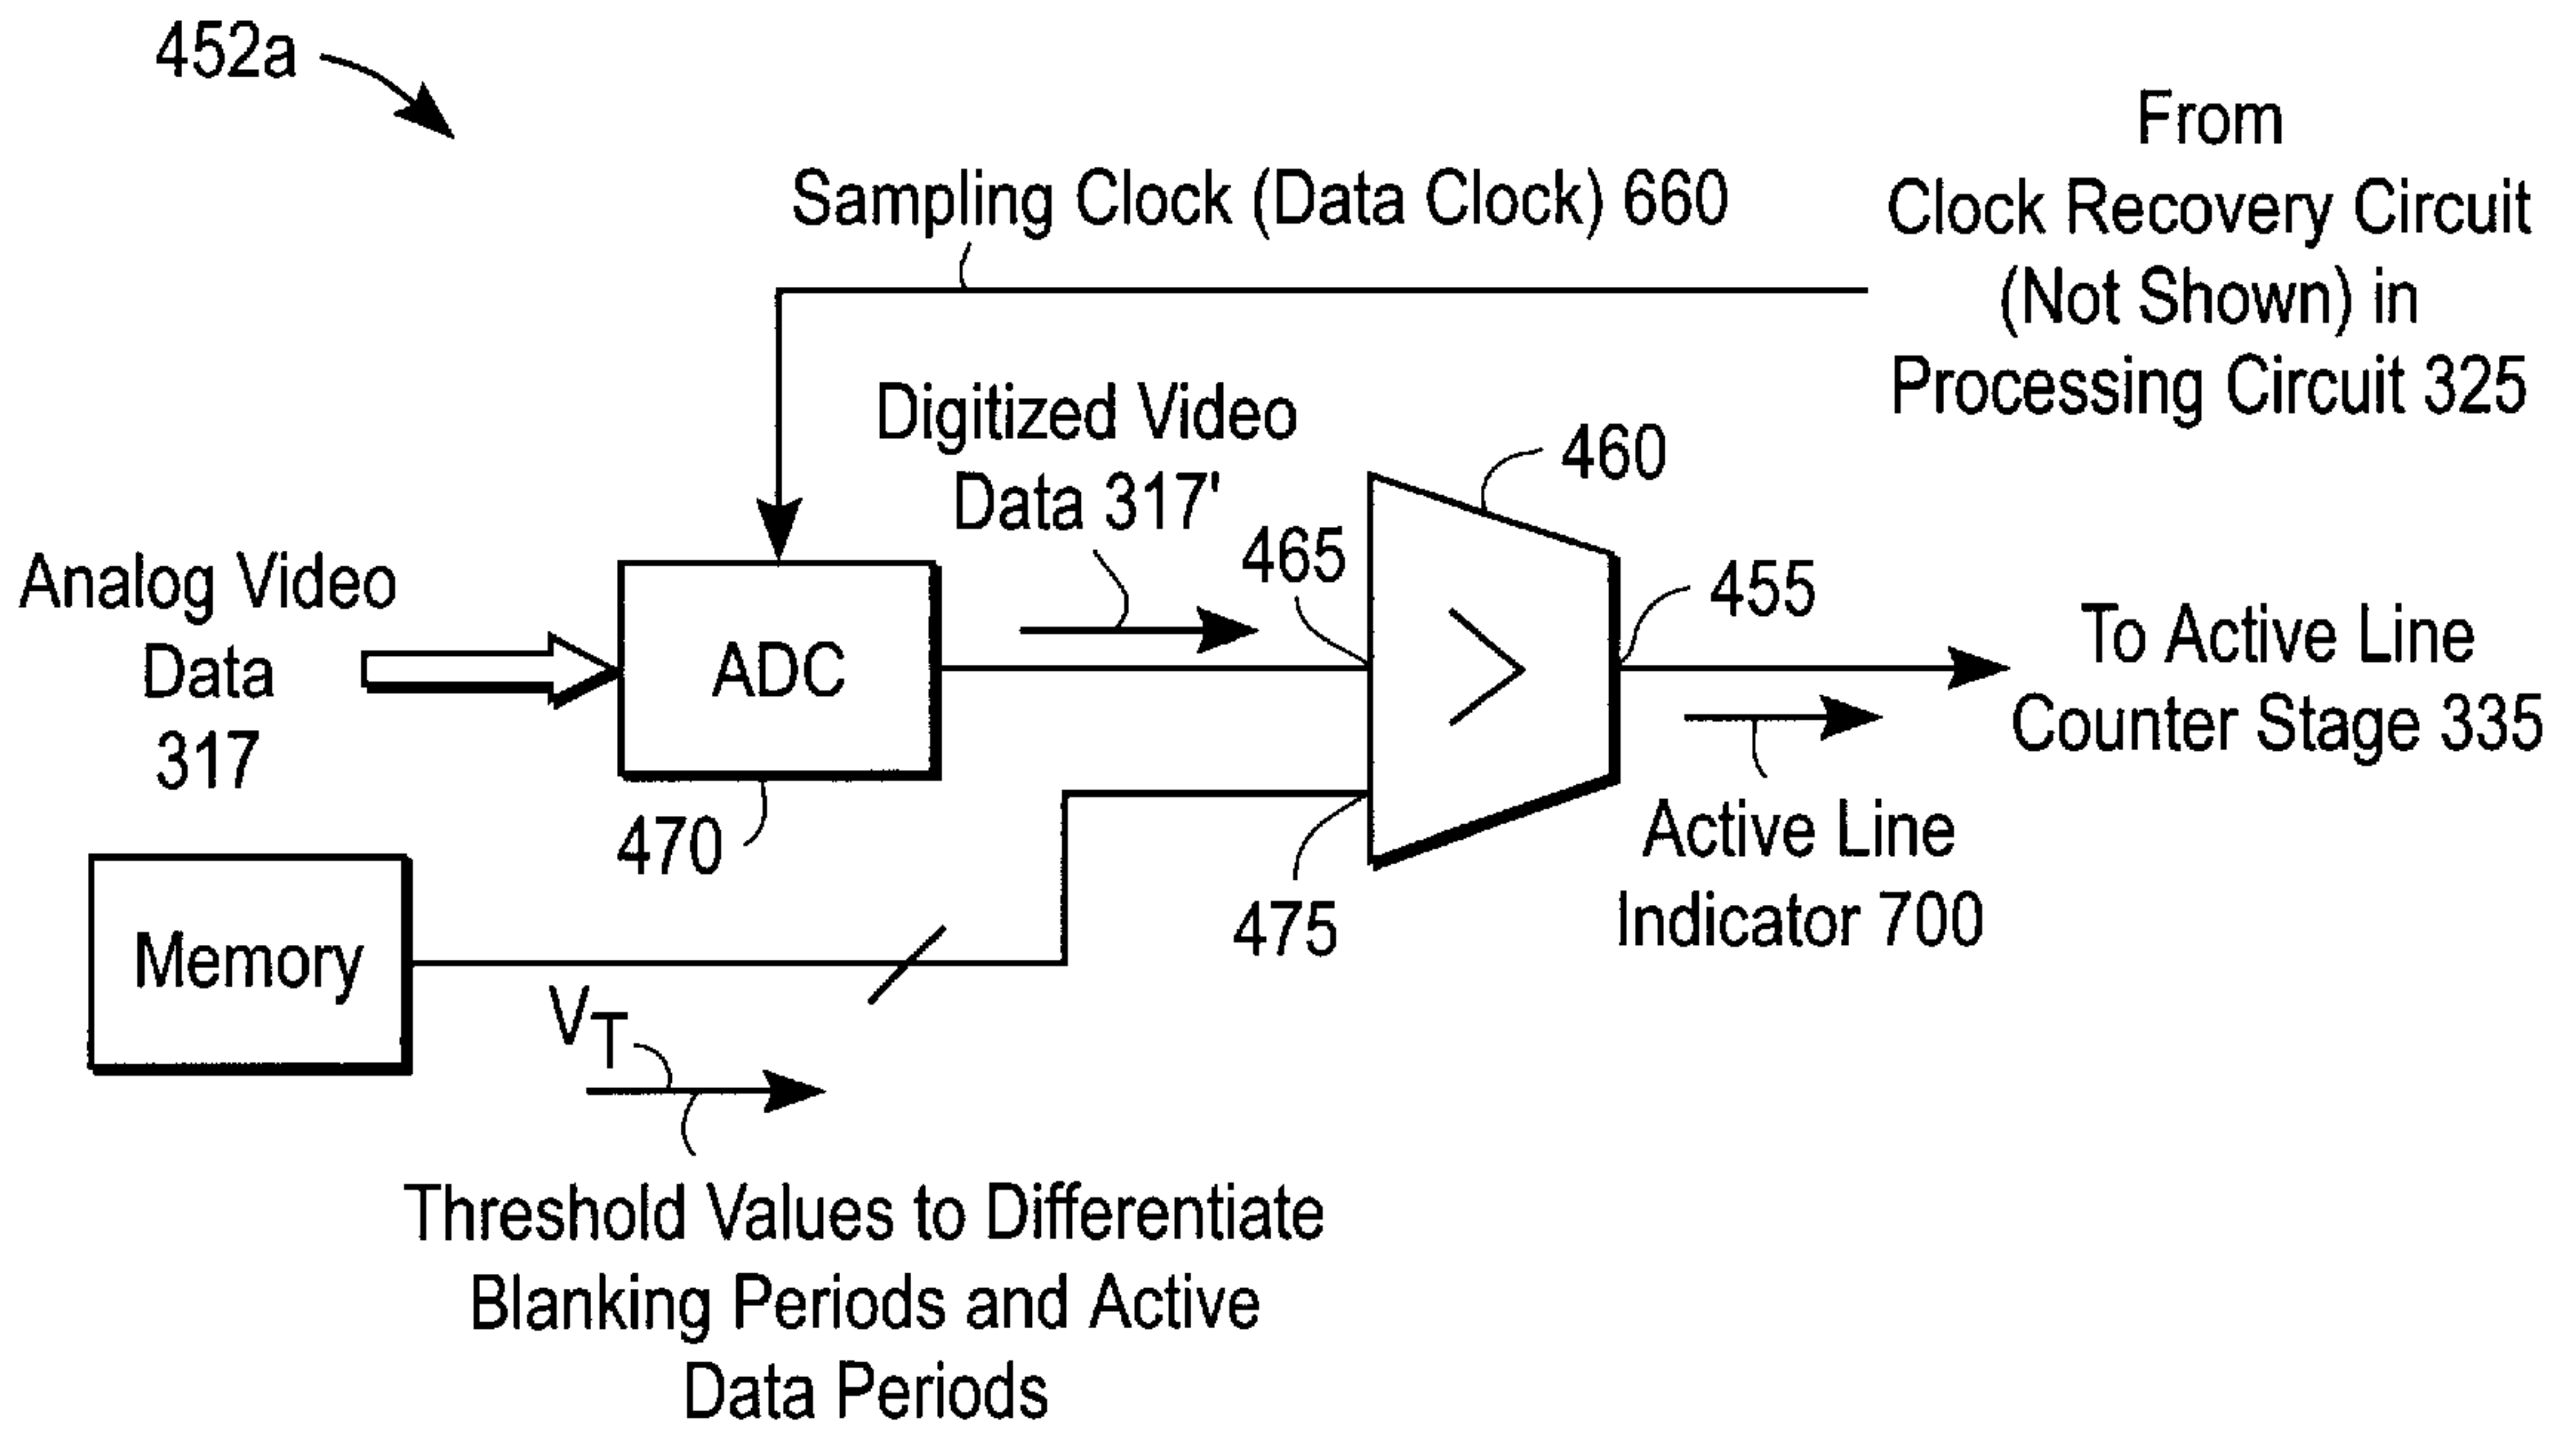 452a
From
Clock Recovery Circuit
(Not Shown) in
Processing Circuit 325
Sampling Clock (Data Clock) 660
Digitized Video
Data 317'
460
465
455
Analog Video
Data
317
ADC
470
>
To Active Line
Counter Stage 335
Active Line
Indicator 700
475
Memory
VT
Threshold Values to Differentiate
Blanking Periods and Active
Data Periods